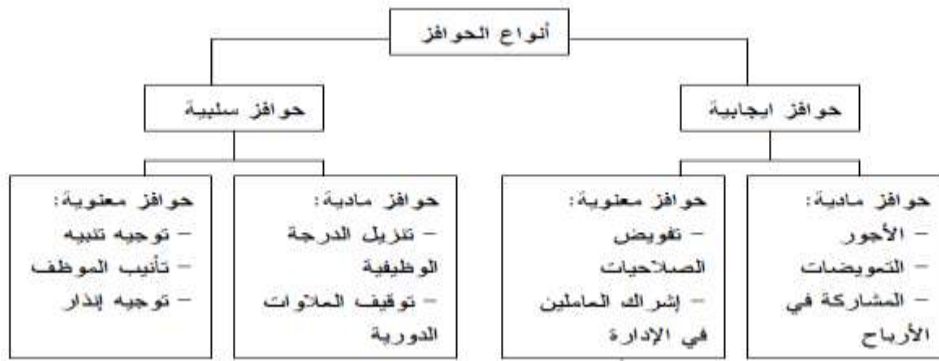 أنواع الحوافز
حوافز ايجابية
حوافز سلبية
حوافز مادية:
– الأجور
– التعويضات
– المشاركة في
الأرباح
حوافز معنوية:
– تفويض
الصلاحيات
– إشراك العاملين
في الإدارة
حوافز مادية:
– تنزيل الدرجة
الوظيفية
– توقيف العلاوات
الدورية
حوافز معنوية:
– توجيه تنبيه
– تأنيب الموظف
– توجيه إنذار